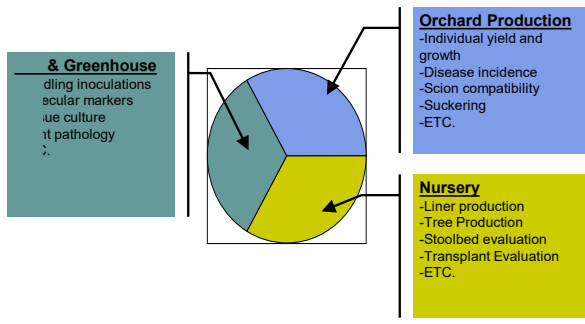 & Greenhouse
dling inoculations
ecular markers
ue culture
t pathology
Orchard Production
-Individual yield and
growth
-Disease incidence
-Scion compatibility
-Suckering
-ETC.
Nursery
-Liner production
-Tree Production
-Stoolbed evaluation
-Transplant Evaluation
-ETC.